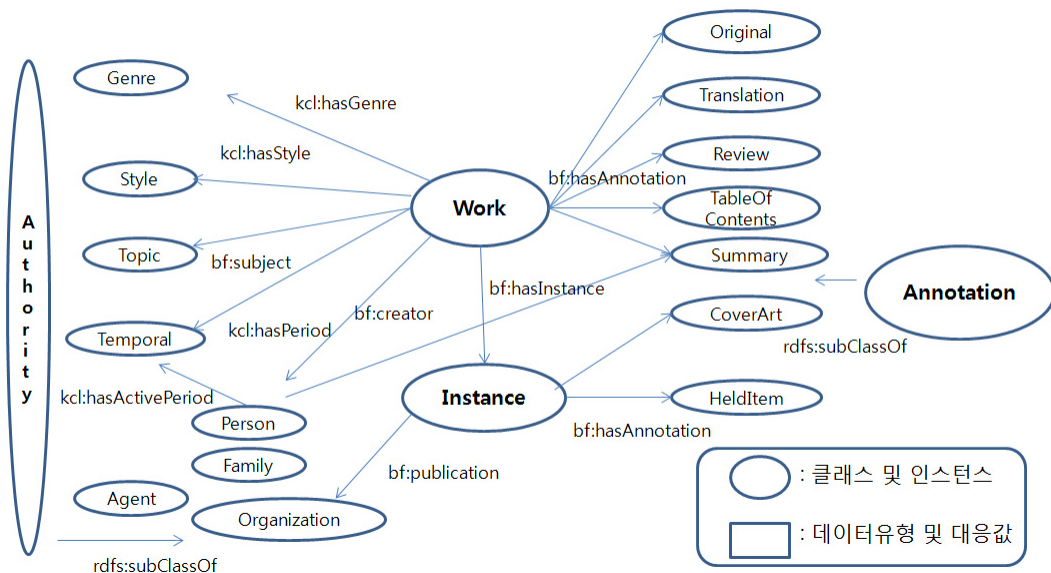 Original
Genre
kcl:hasGenre
Translation
kcl:hasStyle
Review
Style
bf:hasAnnotation
Work
TableOf
Contents
Authority
Topic
bf:subject
Summary
bf:hasInstance
Annotation
kcl:hasPeriod
bf:creator
CoverArt
Temporal
rdfs:subClassOf
kcl:hasActivePeriod
Instance
HeldItem
Person
bf:hasAnnotation
Family
bf:publication
Agent
Organization
: 클래스 및 인스턴스
: 데이터유형 및 대응값
rdfs:subClassOf